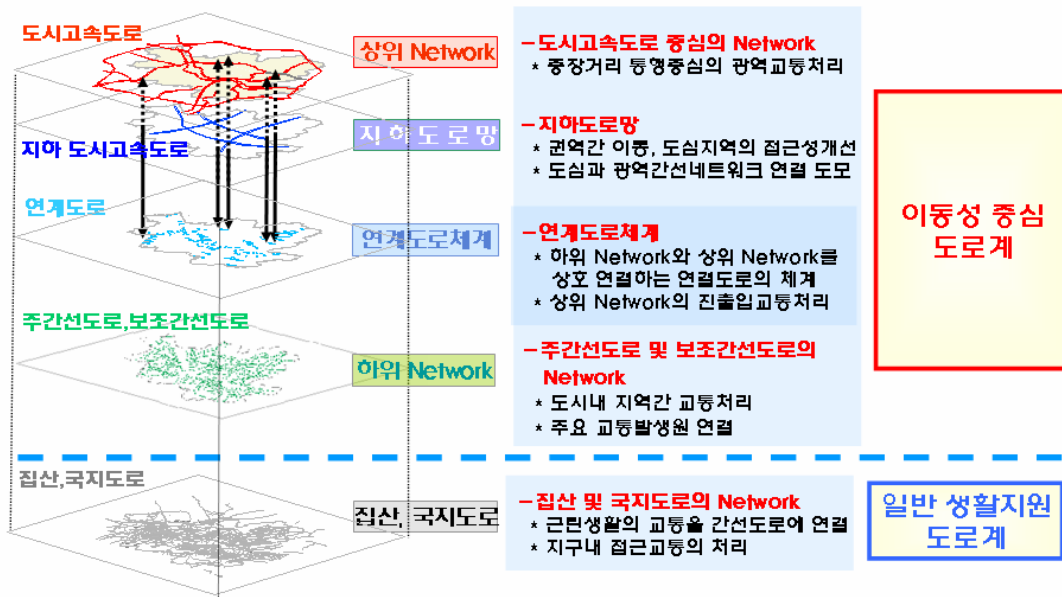 도시고속도로
상위 Network
지하도로망
지하 도시고속도로
연계도로
연계도로체계
주간선도로,보조간선도로
하위 Network
집산,국지도로
집산, 국지도로
-도시고속도로 중심의 Network
* 중장거리 통행중심의 광역교통처리
-지하도로망
* 권역간 이동, 도심지역의 접근성개선
* 도심과 광역간선네트워크 연결 도모
-연계도로체계
* 하위 Network와 상위 Network를
상호 연결하는 연결도로의 체계
* 상위 Network의 진출입교통처리
-주간선도로 및 보조간선도로의
Network
* 도시내 지역간 교통처리
* 주요 교통발생원 연결
-집산 및 국지도로의 Network
* 근린생활의 교통을 간선도로에 연결
* 지구내 접근교통의 처리
이동성 중심
도로계
일반 생활지원
도로계